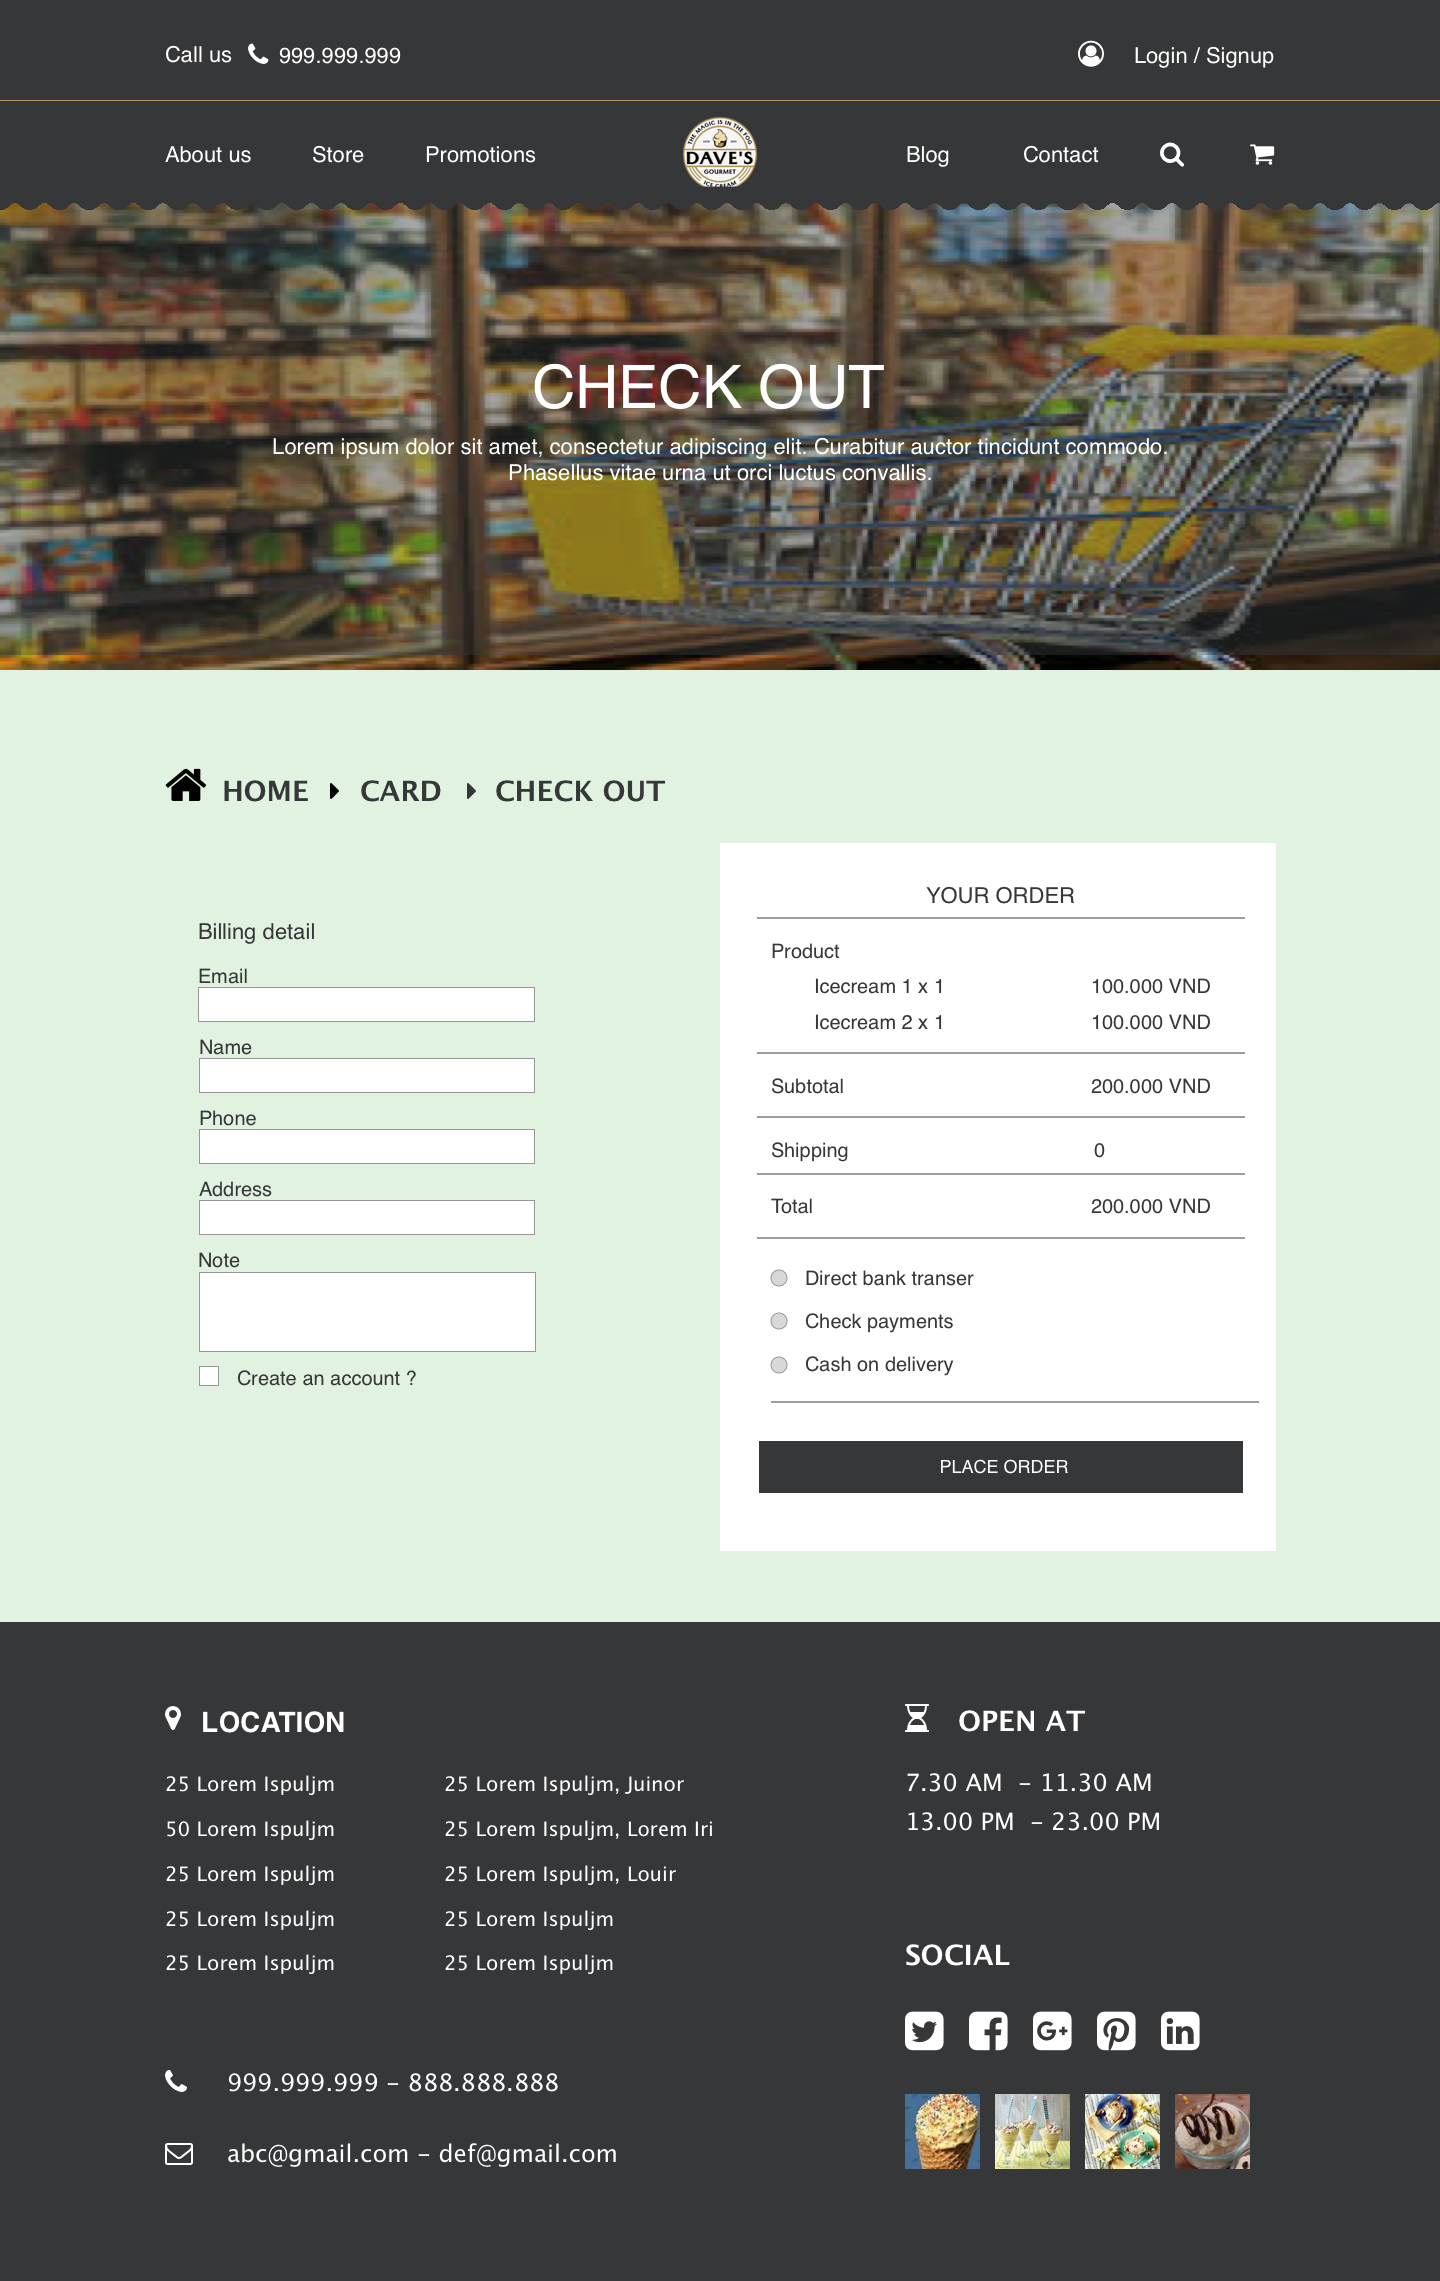 Call us 999.999.999
Login / Signup
About us Store Promotions
THE MAGIC IS IN THE FOG
DAVE'S
GOURMET
ICE CREAM
Blog Contact
CHECK OUT
Lorem ipsum dolor sit amet, consectetur adipiscing elit. Curabitur auctor tincidunt commodo.
Phasellus vitae urna ut orci luctus convallis.
HOME CARD CHECK OUT
Billing detail
Email
Name
Phone
Address
Note
Create an account ?
YOUR ORDER
Product
Icecream 1 x 1 100.000 VND
Icecream 2 x 1 100.000 VND
Subtotal 200.000 VND
Shipping 0
Total 200.000 VND
Direct bank transer
Check payments
Cash on delivery
PLACE ORDER
LOCATION
25 Lorem Ispuljm 25 Lorem Ispuljm, Juinor
50 Lorem Ispuljm 25 Lorem Ispuljm, Lorem Iri
25 Lorem Ispuljm 25 Lorem Ispuljm, Louir
25 Lorem Ispuljm 25 Lorem Ispuljm
25 Lorem Ispuljm 25 Lorem Ispuljm
999.999.999 – 888.888.888
abc@gmail.com – def@gmail.com
OPEN AT
7.30 AM – 11.30 AM
13.00 PM – 23.00 PM
SOCIAL